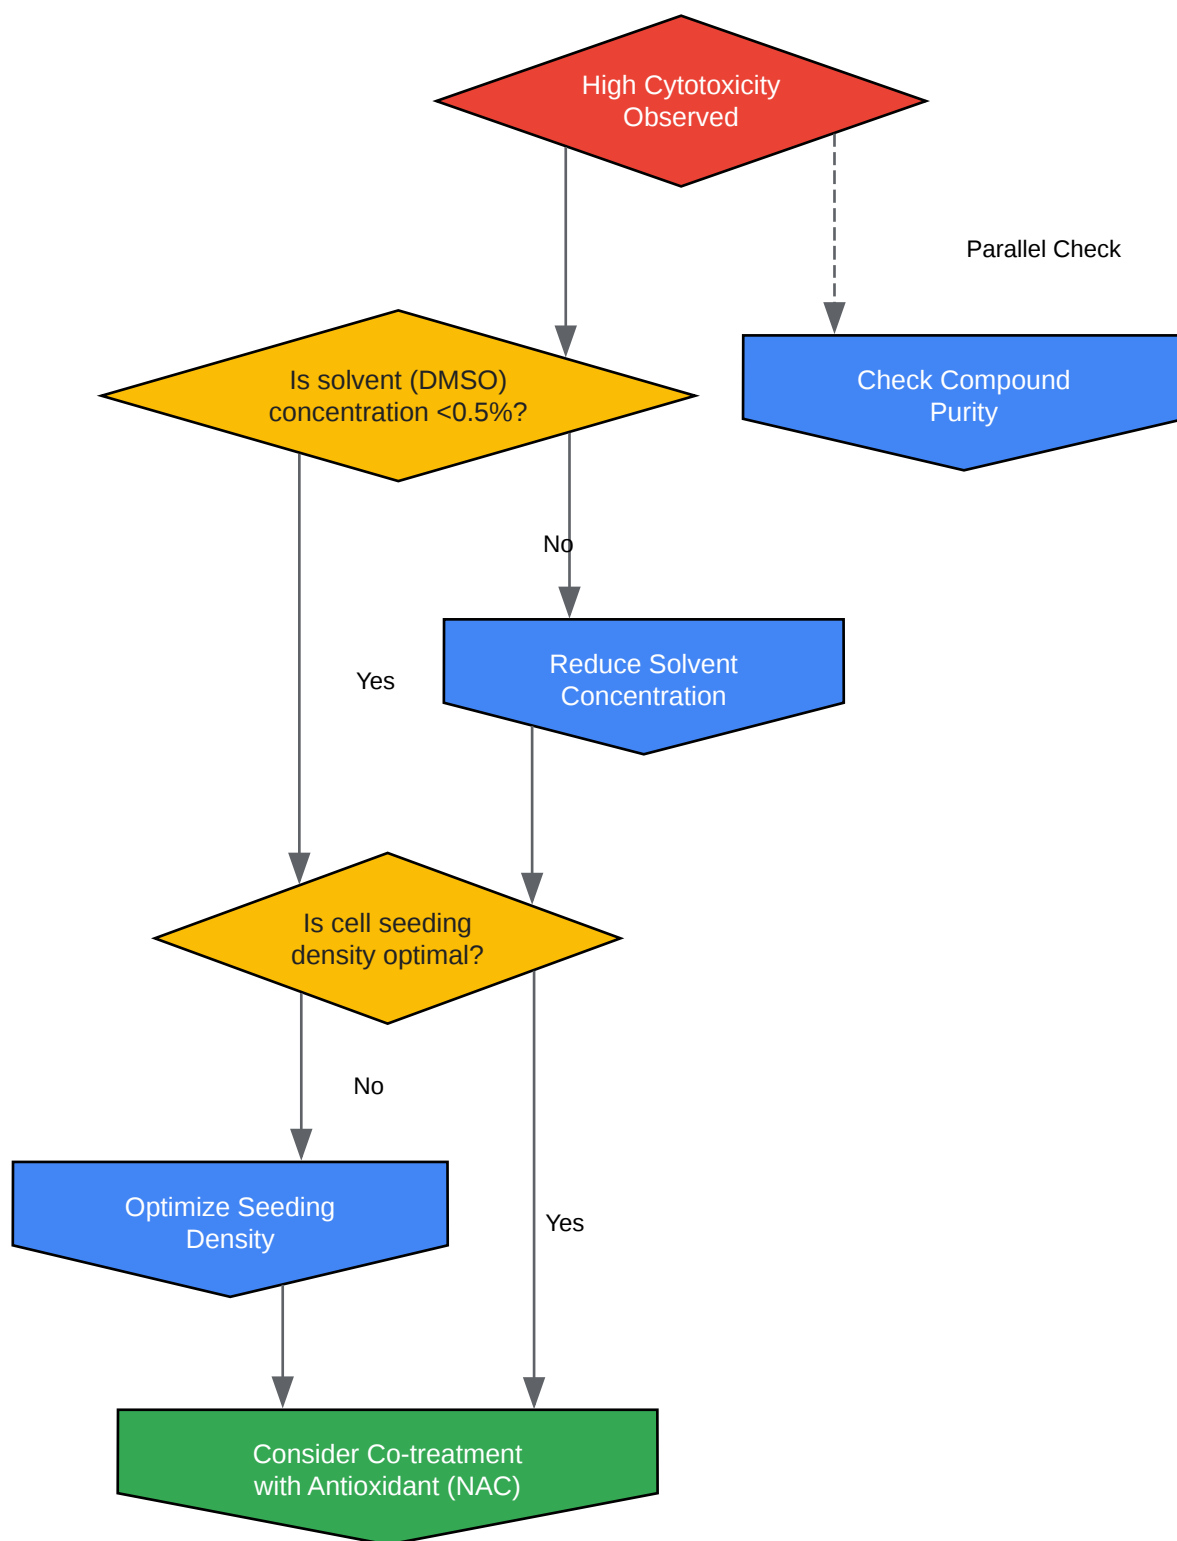 High Cytotoxicity
Observed
Parallel Check
Is solvent (DMSO)
concentration <0.5%?
Check Compound
Purity
No
Reduce Solvent
Concentration
Yes
Is cell seeding
density optimal?
No
Optimize Seeding
Density
Yes
Consider Co-treatment
with Antioxidant (NAC)